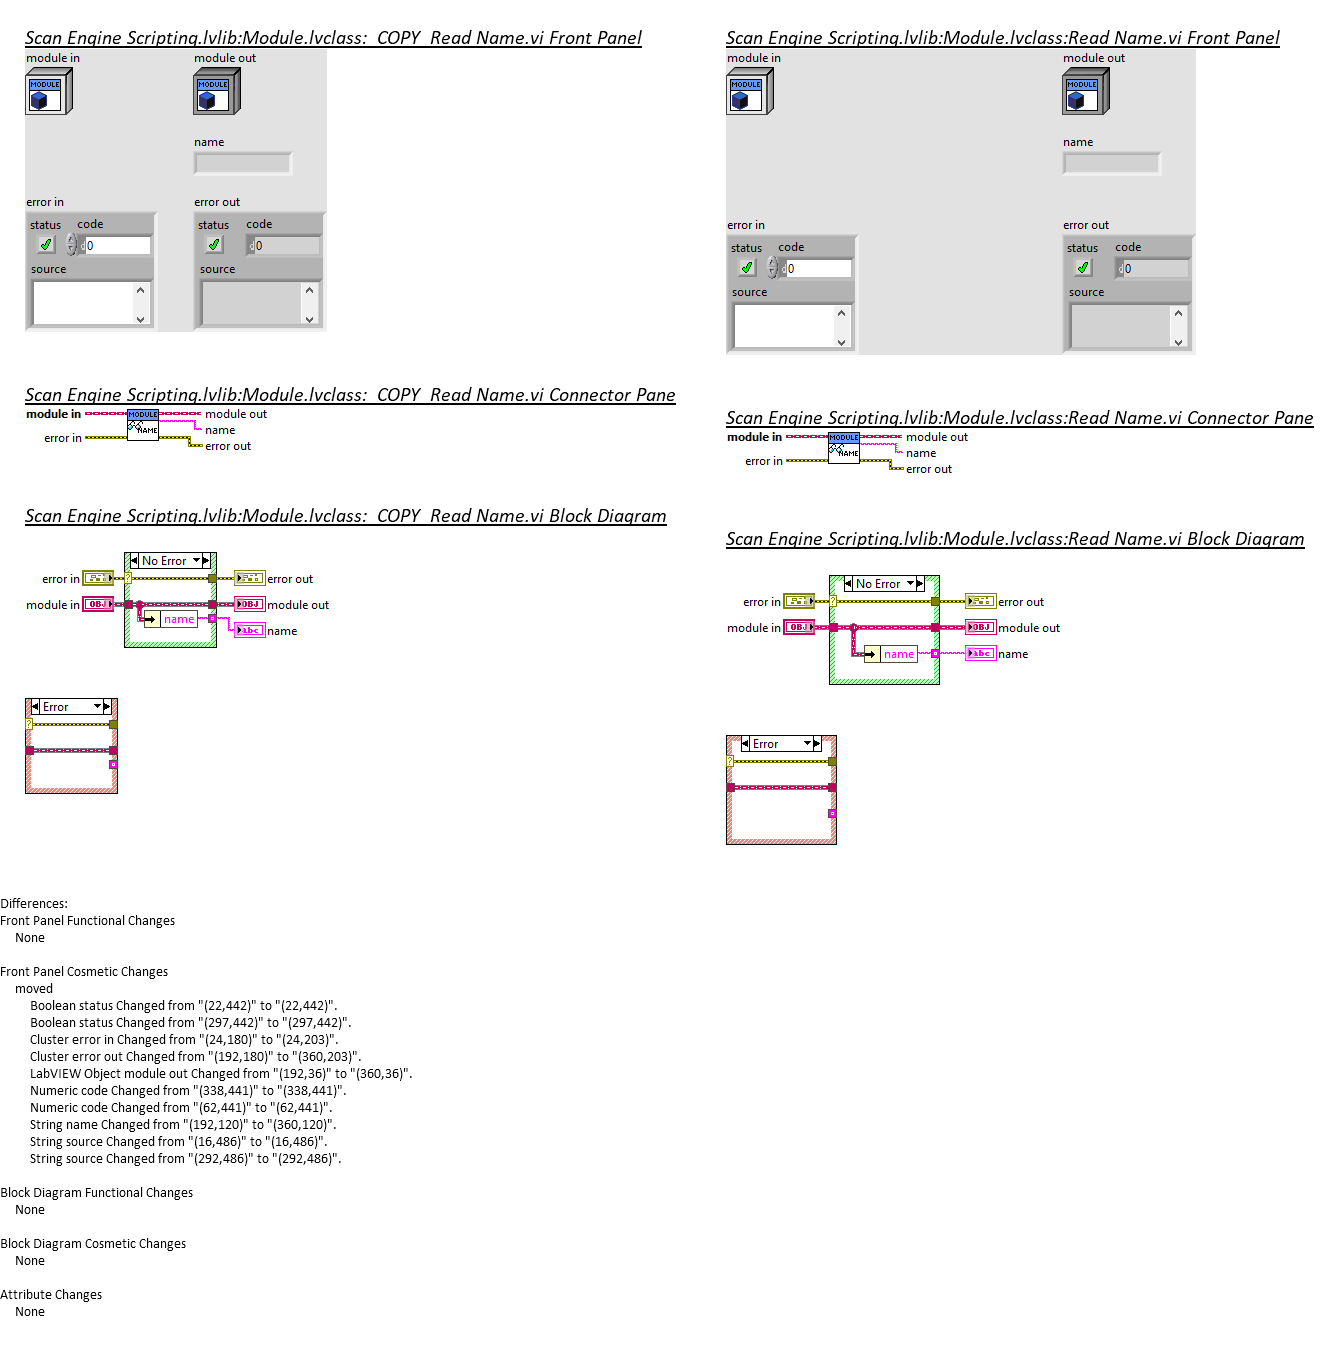 Scan Engine Scripting.lvlib:Module.lvclass:_COPY_Read Name.vi Front Panel
module in
module out
MODULE
MODULE
name
error in
error out
status
code
status
code
0
0
source
source
Scan Engine Scripting.lvlib:Module.lvclass:_COPY_Read Name.vi Connector Pane
module in
MODULE
module out
NAME
name
error in
error out
Scan Engine Scripting.lvlib:Module.lvclass:_COPY_Read Name.vi Block Diagram
No Error
error in
?
error out
module in
OBJ
OBJ
module out
name
abc
name
Error
?
Scan Engine Scripting.lvlib:Module.lvclass:Read Name.vi Front Panel
module in
module out
MODULE
MODULE
name
error in
error out
status
code
status
code
0
0
source
source
Scan Engine Scripting.lvlib:Module.lvclass:Read Name.vi Connector Pane
module in
MODULE
module out
NAME
name
error in
error out
Scan Engine Scripting.lvlib:Module.lvclass:Read Name.vi Block Diagram
No Error
error in
?
error out
module in
OBJ
OBJ
module out
name
abc
name
Error
?
Differences:
Front Panel Functional Changes
None
Front Panel Cosmetic Changes
moved
Boolean status Changed from "(22,442)" to "(22,442)".
Boolean status Changed from "(297,442)" to "(297,442)".
Cluster error in Changed from "(24,180)" to "(24,203)".
Cluster error out Changed from "(192,180)" to "(360,203)".
LabVIEW Object module out Changed from "(192,36)" to "(360,36)".
Numeric code Changed from "(338,441)" to "(338,441)".
Numeric code Changed from "(62,441)" to "(62,441)".
String name Changed from "(192,120)" to "(360,120)".
String source Changed from "(16,486)" to "(16,486)".
String source Changed from "(292,486)" to "(292,486)".
Block Diagram Functional Changes
None
Block Diagram Cosmetic Changes
None
Attribute Changes
None